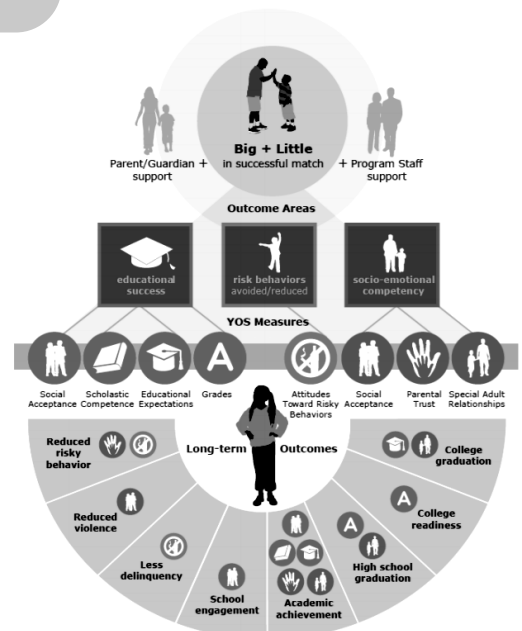 Big + Little
in successful match
Parent/Guardian +
support
+ Program Staff
support
Outcome Areas
educational
success
risk behaviors
avoided/reduced
socio-emotional
competency
YOS Measures
A
Social
Acceptance
Scholastic
Competence
Educational
Expectations
Grades
Attitudes
Toward Risky
Behaviors
Social
Acceptance
Parental
Trust
Special Adult
Relationships
Long-term Outcomes
Reduced
risky
behavior
Reduced
violence
Less
delinquency
School
engagement
Academic
achievement
A
High school
graduation
A
College
readiness
College
graduation